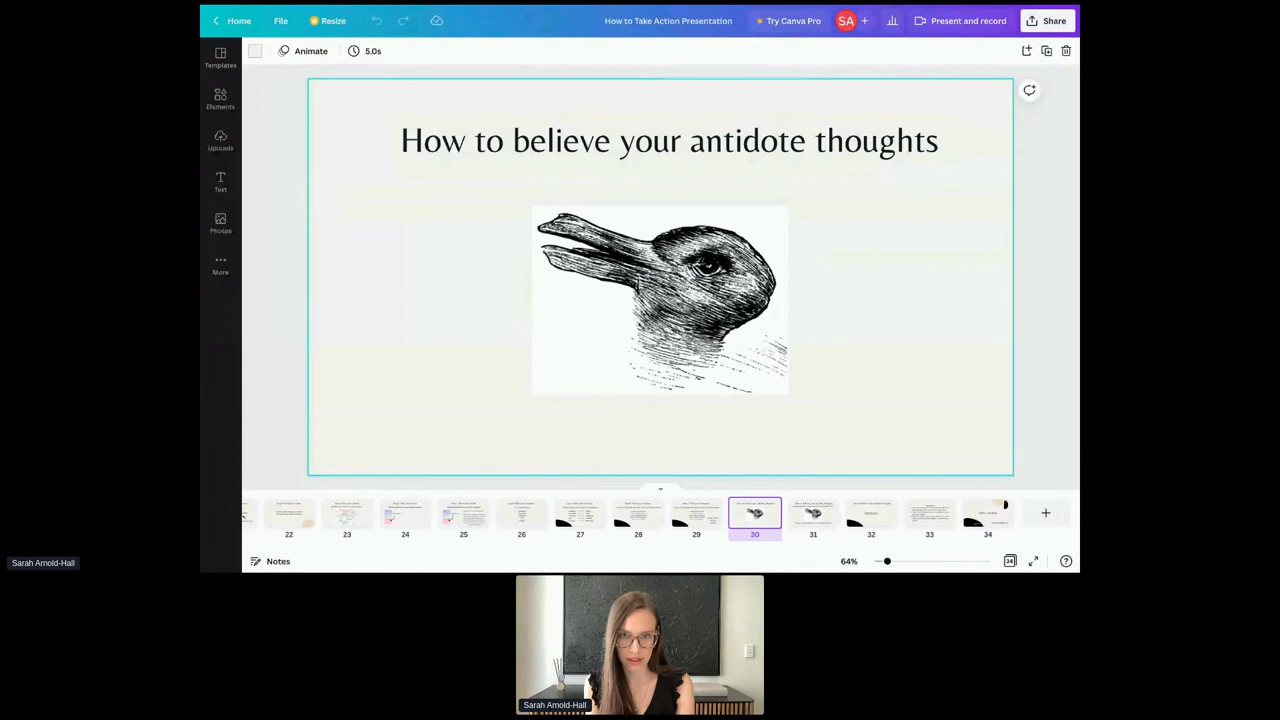 Home File Resize How to Take Action Presentation Try Canva Pro SA + Present and record Share
Animate 5.0s
Templates
Elements
Uploads
Text
Photos
More
How to believe your antidote thoughts
22 23 24 25 26 27 28 29 30 31 32 33 34
Notes 64% 34 ?
Sarah Arnold-Hall
Sarah Arnold-Hall